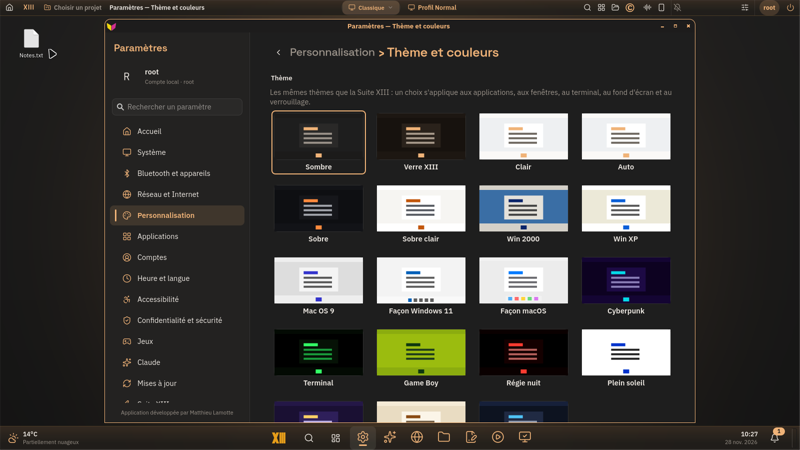 XIII Choisir un projet Paramètres — Thème et couleurs Classique Profil Normal root
Paramètres — Thème et couleurs
Notes.txt
Paramètres
R root
Compte local · root
Rechercher un paramètre
Accueil
Système
Bluetooth et appareils
Réseau et Internet
Personnalisation
Applications
Comptes
Heure et langue
Accessibilité
Confidentialité et sécurité
Jeux
Claude
Mises à jour
Application développée par Matthieu Lamotte
Personnalisation > Thème et couleurs
Thème
Les mêmes thèmes que la Suite XIII : un choix s'applique aux applications, aux fenêtres, au terminal, au fond d'écran et au
verrouillage.
Sombre Verre XIII Clair Auto
Sobre Sobre clair Win 2000 Win XP
Mac OS 9 Façon Windows 11 Façon macOS Cyberpunk
Terminal Game Boy Régie nuit Plein soleil
14°C
Partiellement nuageux
XIII
10:27
28 nov. 2026
1